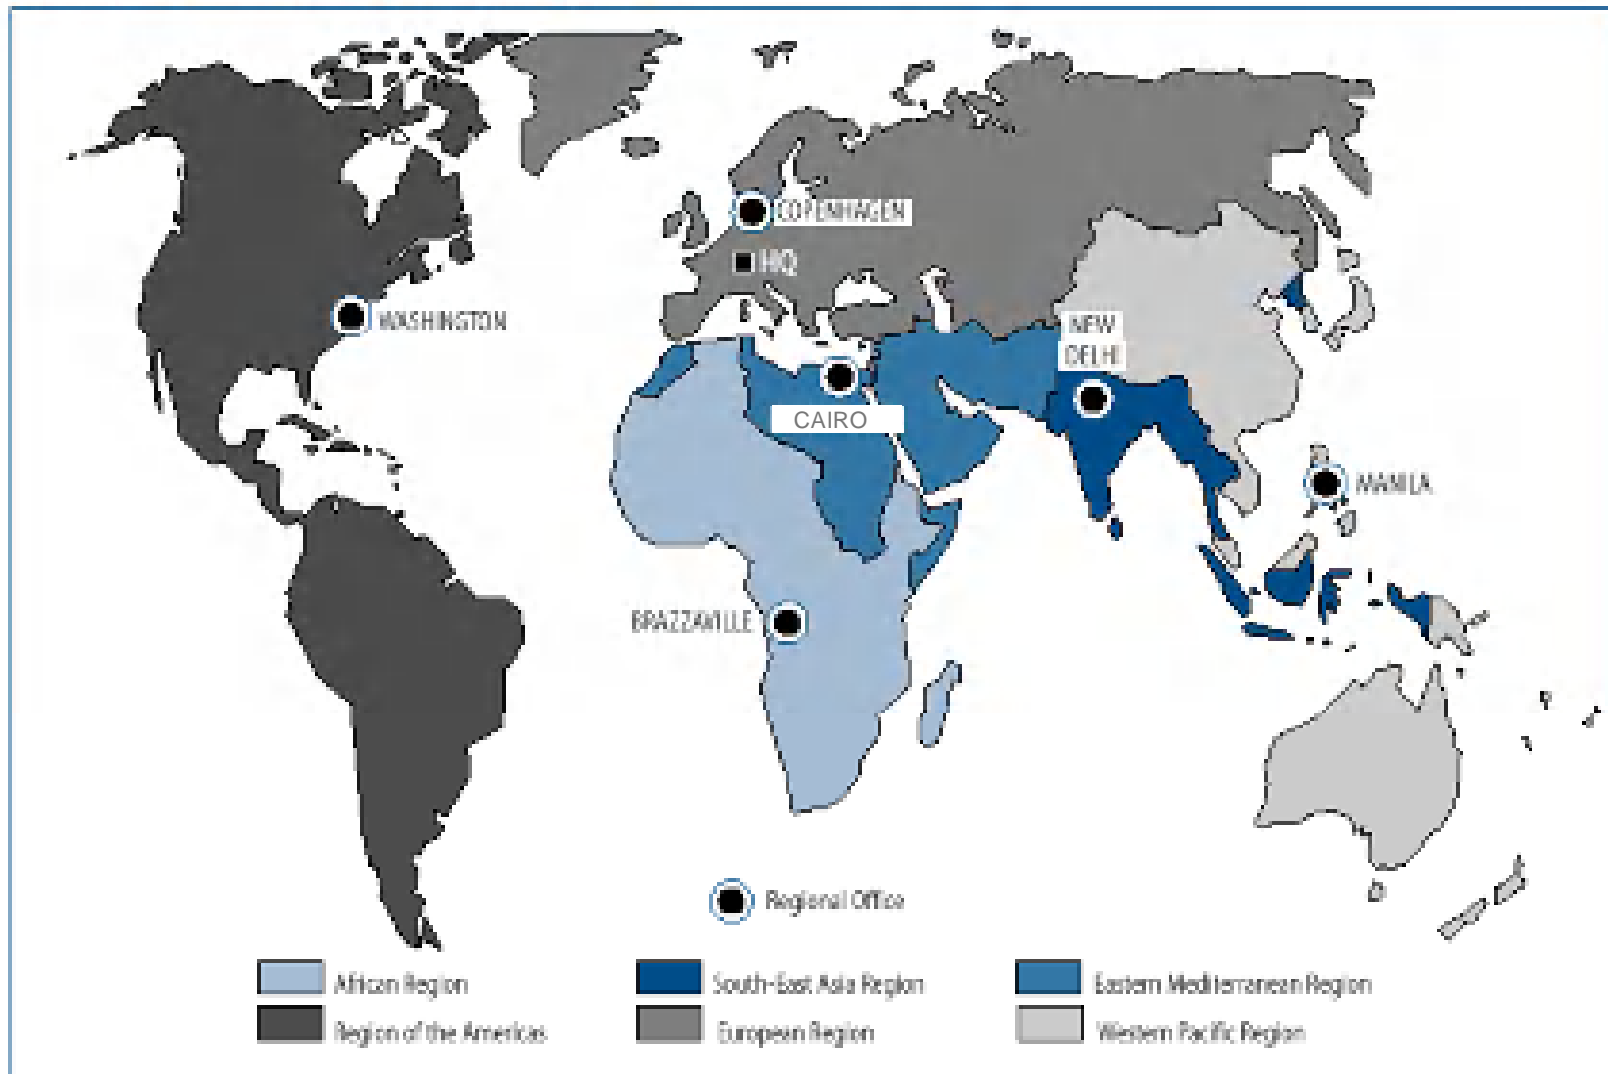 COPENHAGEN
HQ
WASHINGTON
NEW
DELHI
CAIRO
MANILA
BRAZZAVILLE
Regional Office
African Region
South-East Asia Region
Eastern Mediterranean Region
Region of the Americas
European Region
Western Pacific Region